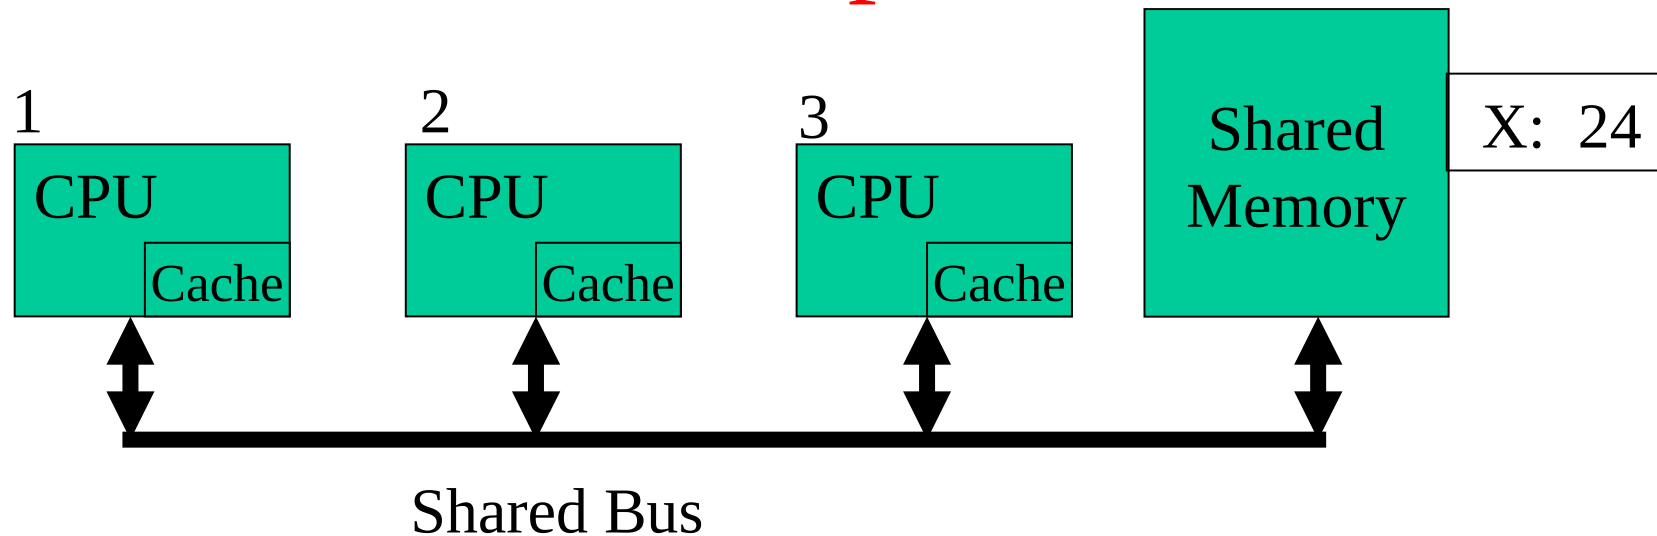 1
2
3
CPU
Cache
CPU
Cache
CPU
Cache
Shared
Memory
X: 24
Shared Bus